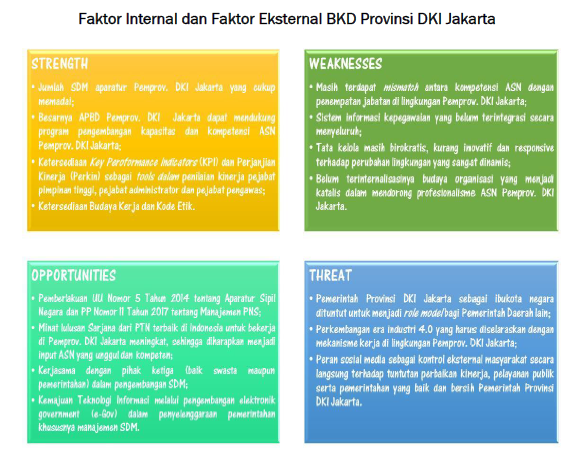 Faktor Internal dan Faktor Eksternal BKD Provinsi DKI Jakarta
STRENGTH
• Jumlah SDM aparatur Pemprov. DKI Jakarta yang cukup
memadai;
• Besarnya APBD Pemprov. DKI Jakarta dapat mendukung
program pengembangan kapasitas dan kompetensi ASN
Pemprov. DKI Jakarta;
• Ketersediaan Key Paroformance Indicators (KPI) dan Perjanjian
Kinerja (Perkin) sebagai tools dalam penilaian kinerja pejabat
pimpinan tinggi, pejabat administrator dan pejabat pengawas;
• Ketersediaan Budaya Kerja dan Kode Etik.
WEAKNESSES
• Masih terdapat mismatch antara kompetensi ASN dengan
penempatan jabatan di lingkungan Pemprov. DKI Jakarta;
• Sistem informasi kepegawaian yang belum terintegrasi secara
menyeluruh;
• Tata kelola masih birokratis, kurang inovatif dan responsive
terhadap perubahan lingkungan yang sangat dinamis;
• Belum terinternalisasinya budaya organisasi yang menjadi
katalis dalam mendorong profesionalisme ASN Pemprov. DKI
Jakarta.
OPPORTUNITIES
• Pemberlakuan UU Nomor 5 Tahun 2014 tentang Aparatur Sipil
Negara dan PP Nomor 11 Tahun 2017 tentang Manajemen PNS;
• Minat lulusan Sarjana dari PTN terbaik di Indonesia untuk bekerja
di Pemprov. DKI Jakarta meningkat, sehingga diharapkan menjadi
input ASN yang unggul dan kompeten;
• Kerjasama dengan pihak ketiga (baik swasta maupun
pemerintahan) dalam pengembangan SDM;
• Kemajuan Teknologi Informasi melalui pengembangan elektronik
government (e-Gov) dalam penyelenggaraan pemerintahan
khususnya manajemen SDM.
THREAT
• Pemerintah Provinsi DKI Jakarta sebagai ibukota negara
dituntut untuk menjadi role model bagi Pemerintah Daerah lain;
• Perkembangan era industri 4.0 yang harus diselaraskan dengan
mekanisme kerja di lingkungan Pemprov. DKI Jakarta;
• Peran sosial media sebagai kontrol eksternal masyarakat secara
langsung terhadap tuntutan perbaikan kinerja, pelayanan publik
serta pemerintahan yang baik dan bersih Pemerintah Provinsi
DKI Jakarta.